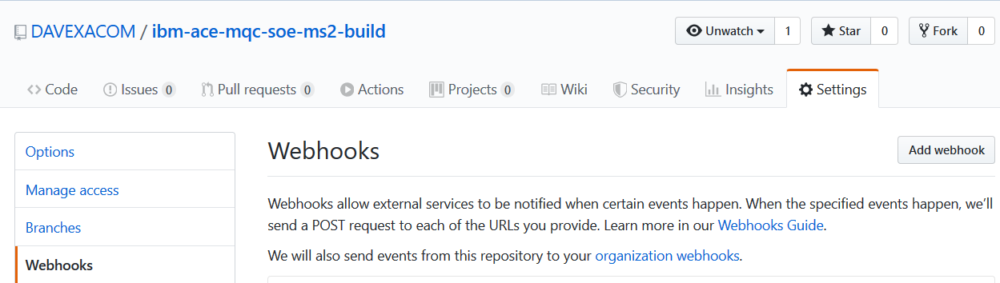 DAVEXACOM / ibm-ace-mqc-soe-ms2-build
Unwatch 1 Star 0 Fork 0
Code Issues 0 Pull requests 0 Actions Projects 0 Wiki Security Insights Settings
Options
Manage access
Branches
Webhooks
Webhooks
Add webhook
Webhooks allow external services to be notified when certain events happen. When the specified events happen, we’ll
send a POST request to each of the URLs you provide. Learn more in our Webhooks Guide.
We will also send events from this repository to your organization webhooks.